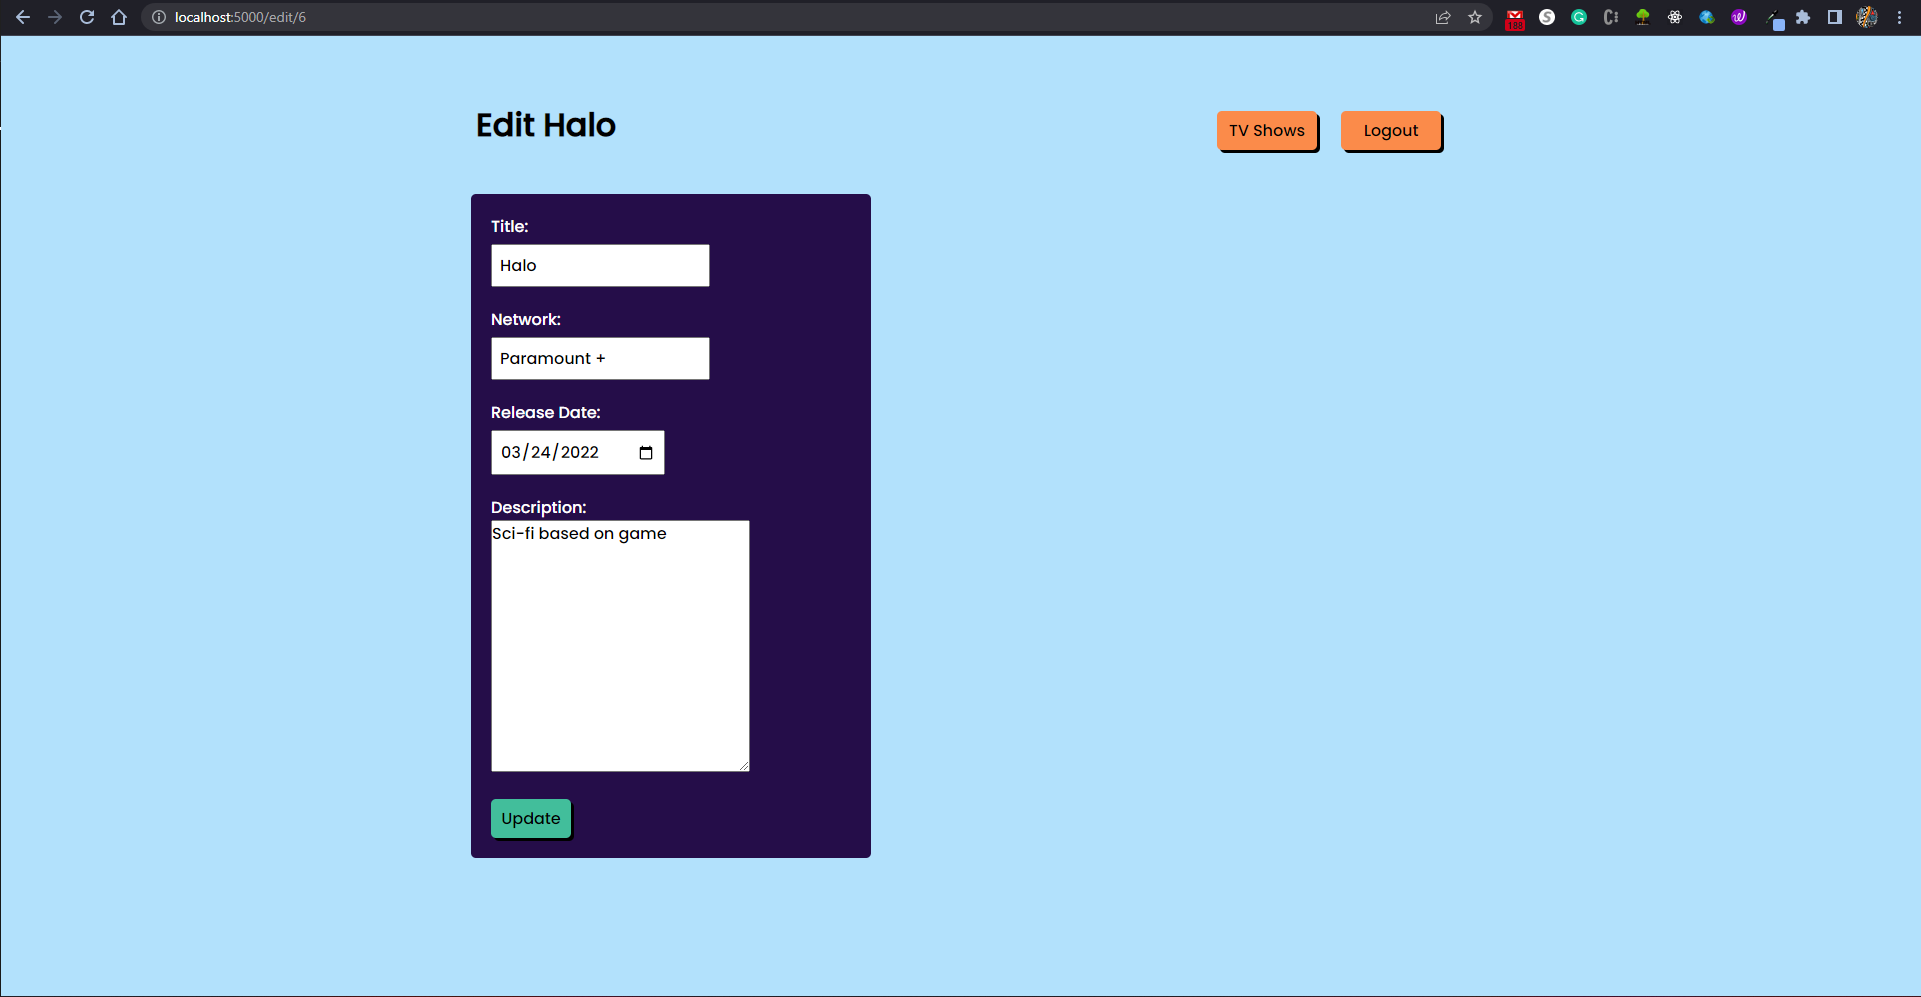 localhost:5000/edit/6
188
Edit Halo
TV Shows
Logout
Title:
Halo
Network:
Paramount +
Release Date:
03/24/2022
Description:
Sci-fi based on game
Update